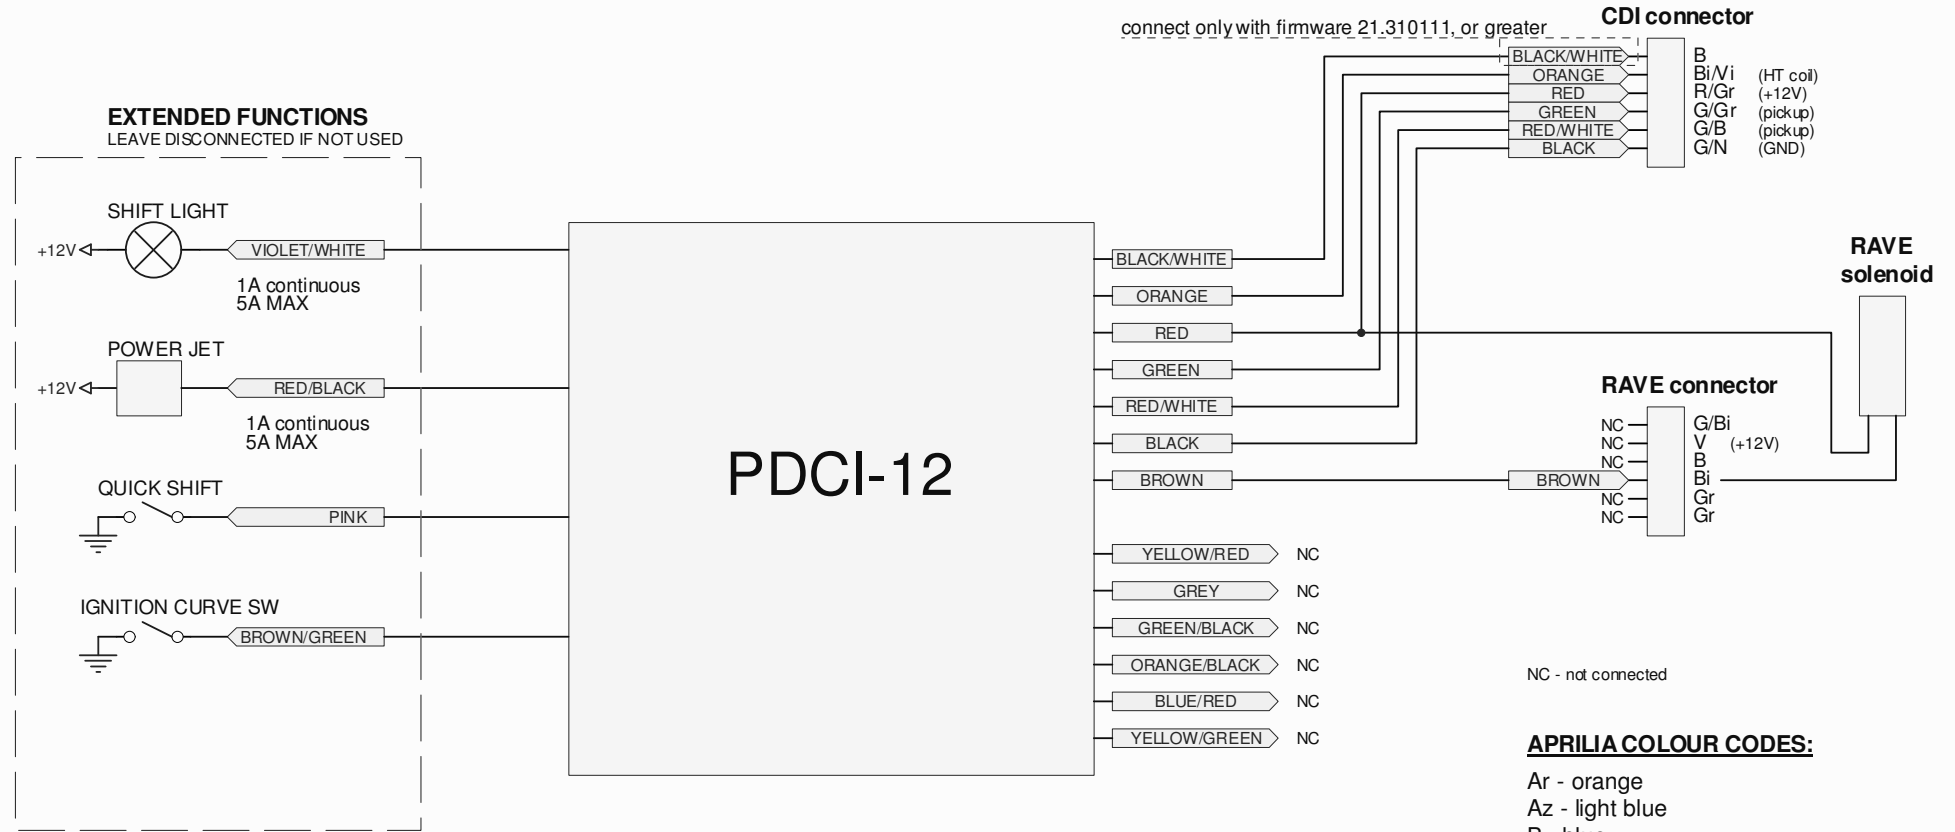 connect only with firmware 21.310111, or greater
CDI connector
BLACK/WHITE B
ORANGE Bi/Vi (HT coil)
RED R/Gr (+12V)
GREEN G/Gr (pickup)
RED/WHITE G/B (pickup)
BLACK G/N (GND)
EXTENDED FUNCTIONS
LEAVE DISCONNECTED IF NOT USED
SHIFT LIGHT
+12V VIOLET/WHITE
1A continuous
5A MAX
POWER JET
+12V RED/BLACK
1A continuous
5A MAX
QUICK SHIFT
PINK
IGNITION CURVE SW
BROWN/GREEN
PDCI-12
BLACK/WHITE
ORANGE
RED
GREEN
RED/WHITE
BLACK
BROWN
YELLOW/RED NC
GREY NC
GREEN/BLACK NC
ORANGE/BLACK NC
BLUE/RED NC
YELLOW/GREEN NC
RAVE
solenoid
RAVE connector
NC G/Bi
NC V (+12V)
NC B
BROWN Bi
NC Gr
NC Gr
NC - not connected
APRILIA COLOUR CODES:
Ar - orange
Az - light blue
B - blue